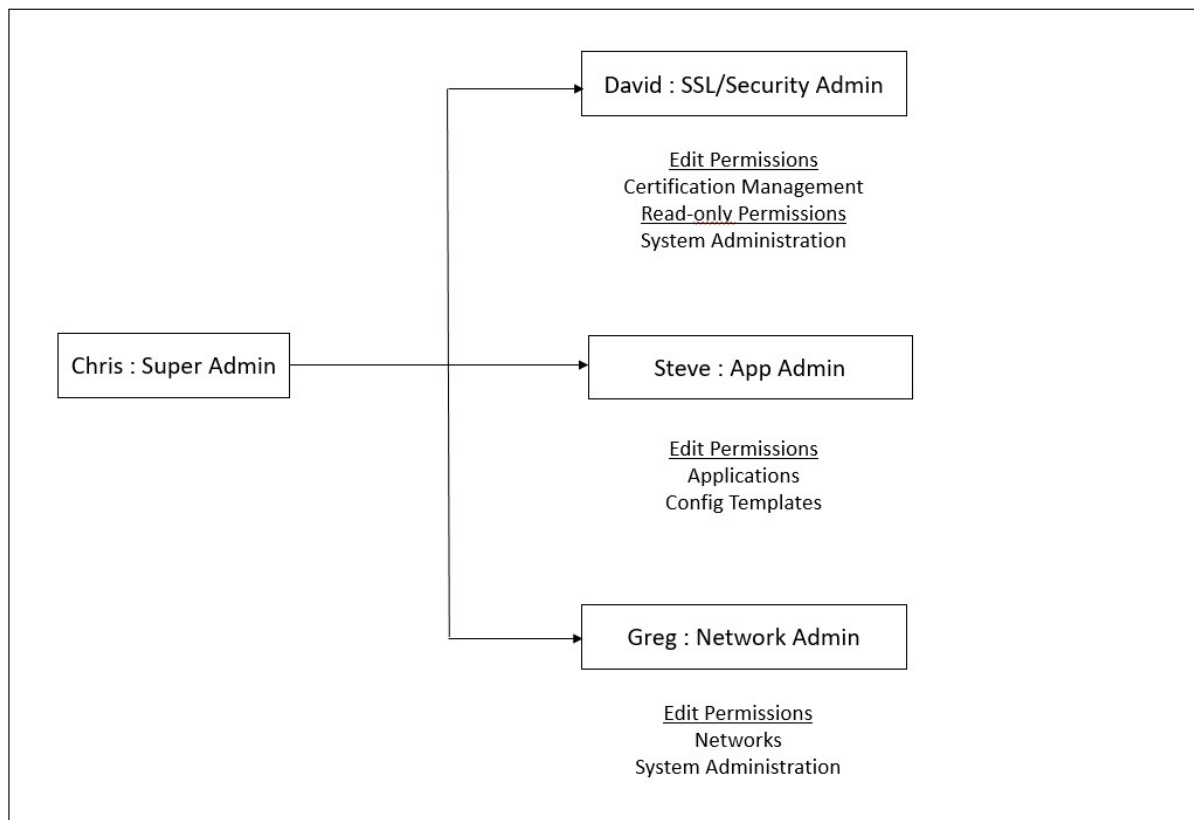 David : SSL/Security Admin
Edit Permissions
Certification Management
Read-only Permissions
System Administration
Chris : Super Admin
Steve : App Admin
Edit Permissions
Applications
Config Templates
Greg : Network Admin
Edit Permissions
Networks
System Administration